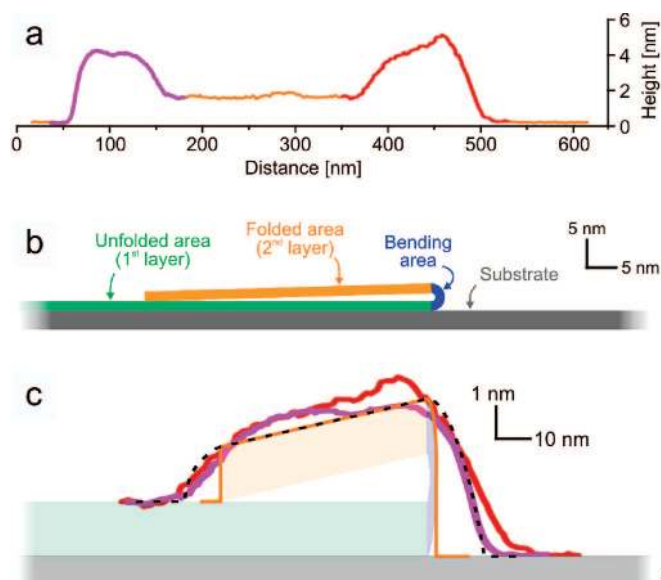 a
6
4
2
0
Height [nm]
0 100 200 300 400 500 600
Distance [nm]
b
Unfolded area
(1st layer)
Folded area
(2nd layer)
Bending
area
Substrate
5 nm
5 nm
c
1 nm
10 nm